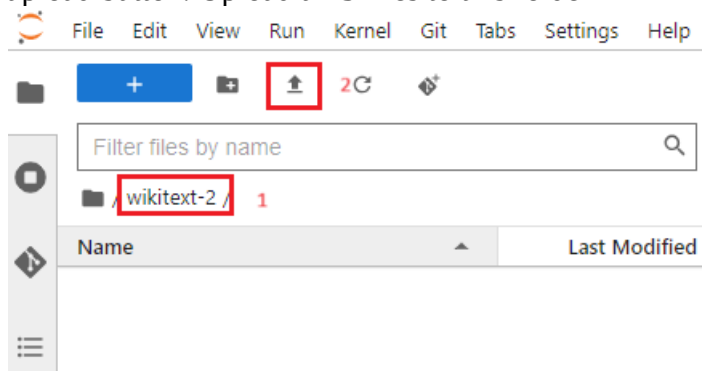 File Edit View Run Kernel Git Tabs Settings Help
2
Filter files by name
/ wikitext-2 / 1
Name Last Modified